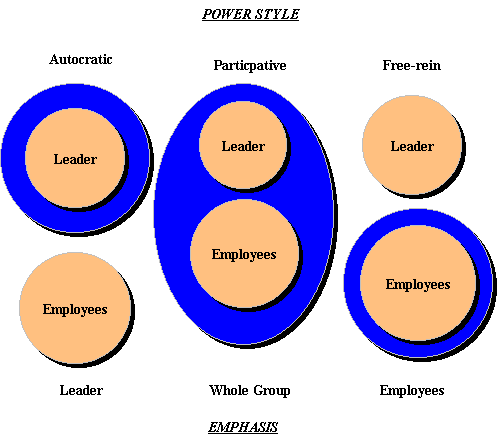 POWER STYLE
Autocratic
Particpative
Free-rein
Leader
Leader
Leader
Employees
Employees
Employees
Leader
Whole Group
Employees
EMPHASIS